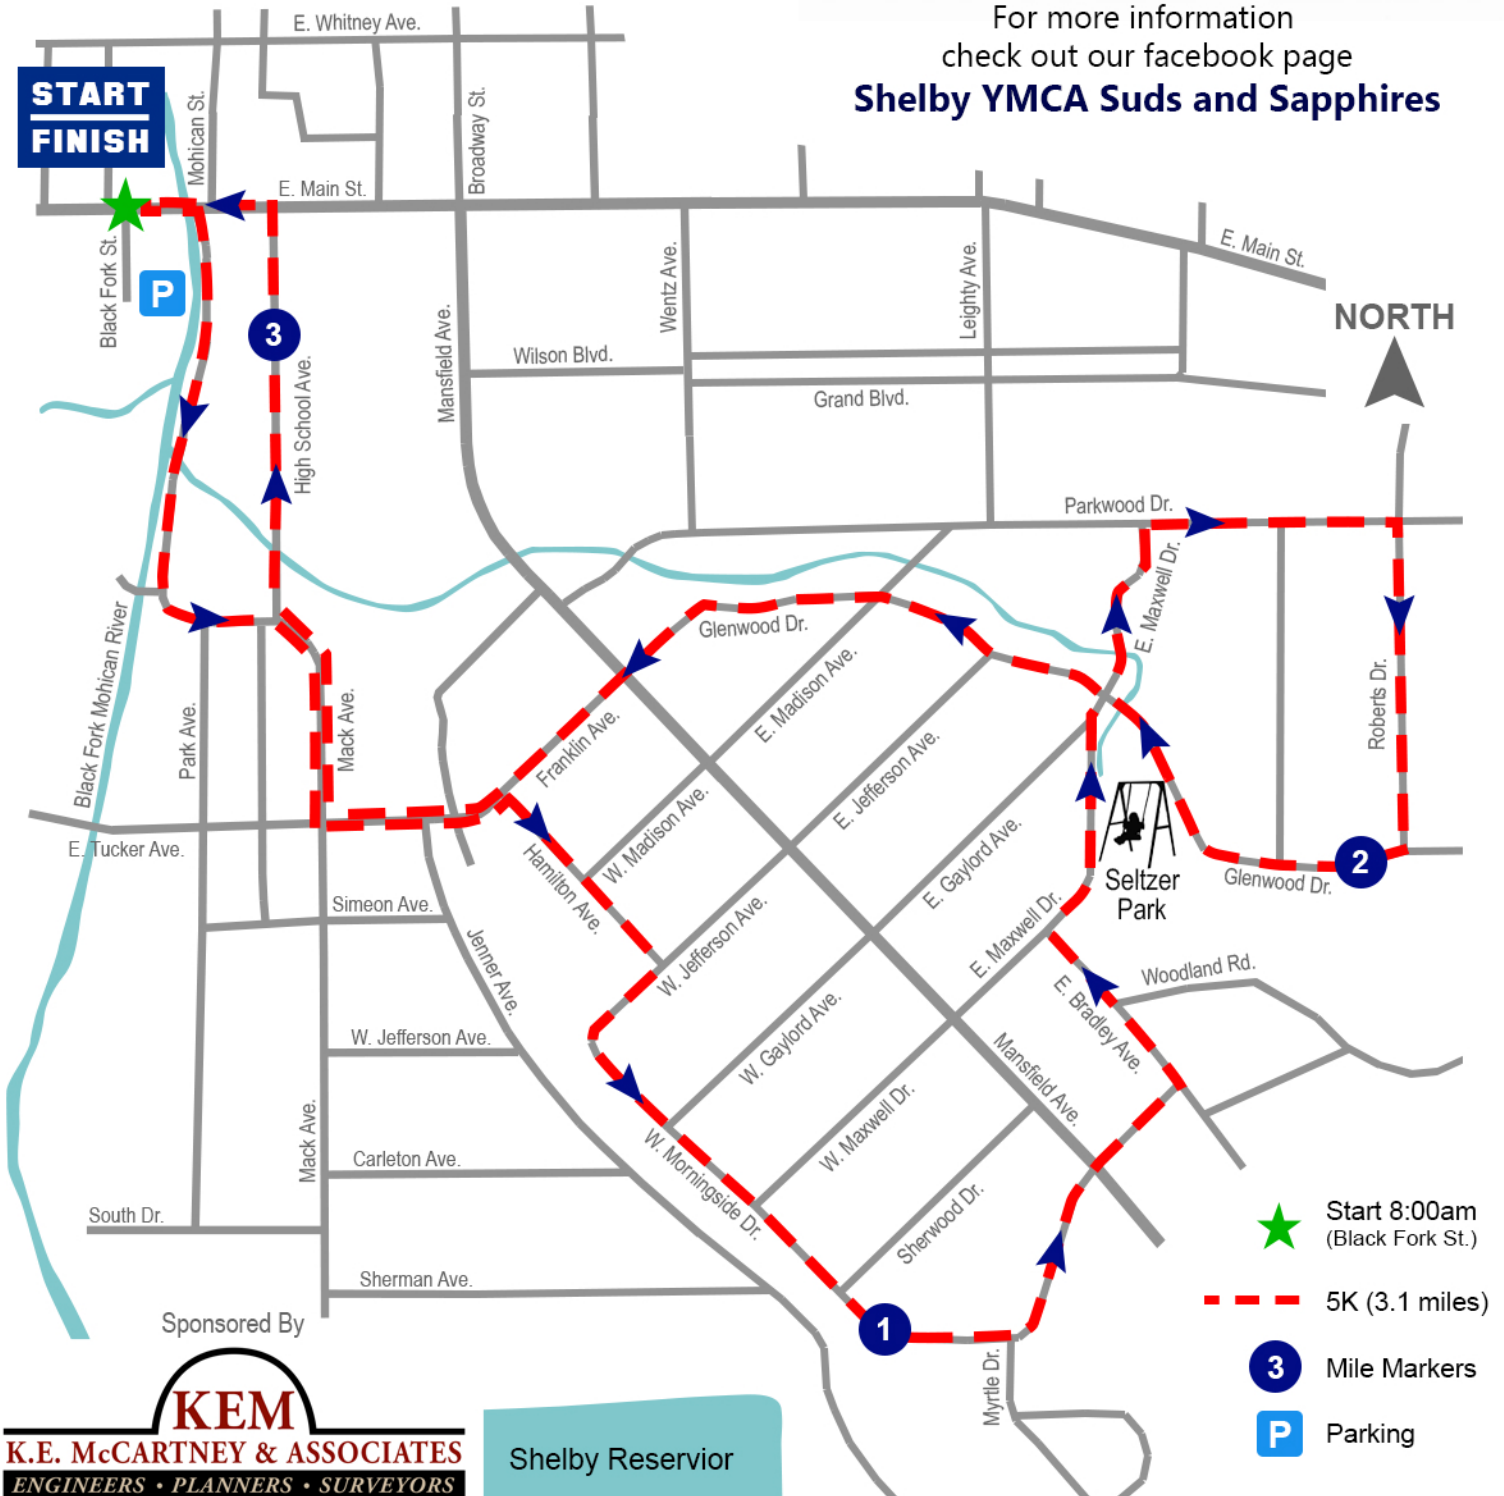 For more information
check out our facebook page
Shelby YMCA Suds and Sapphires
E. Whitney Ave.
START
FINISH
Mohican St.
Broadway St.
E. Main St.
E. Main St.
Black Fork St.
P
3
High School Ave.
Mansfield Ave.
Wentz Ave.
Leighty Ave.
Wilson Blvd.
Grand Blvd.
NORTH
Parkwood Dr.
E. Maxwell Dr.
Roberts Dr.
Glenwood Dr.
Black Fork Mohican River
Park Ave.
Mack Ave.
Franklin Ave.
E. Madison Ave.
E. Jefferson Ave.
E. Gaylord Ave.
W. Madison Ave.
Hamilton Ave.
E. Tucker Ave.
Seltzer
Park
2
Glenwood Dr.
Simeon Ave.
Jenner Ave.
W. Jefferson Ave.
E. Maxwell Dr.
E. Bradley Ave.
Woodland Rd.
W. Jefferson Ave.
W. Gaylord Ave.
Mansfield Ave.
W. Maxwell Dr.
Mack Ave.
Carleton Ave.
W. Morningside Dr.
Sherwood Dr.
South Dr.
Sherman Ave.
1
Myrtle Dr.
Start 8:00am
(Black Fork St.)
5K (3.1 miles)
3 Mile Markers
P Parking
Sponsored By
KEM
K.E. McCARTNEY & ASSOCIATES
ENGINEERS • PLANNERS • SURVEYORS
Shelby Reservior